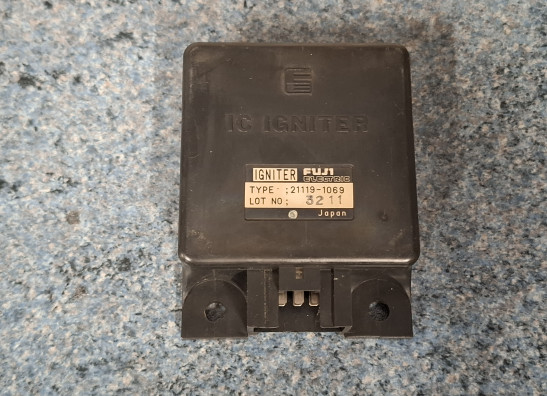 IC IGNITER
IGNITER FUJI ELECTRIC
TYPE ; 21119-1069
LOT NO; 3211
S Japan